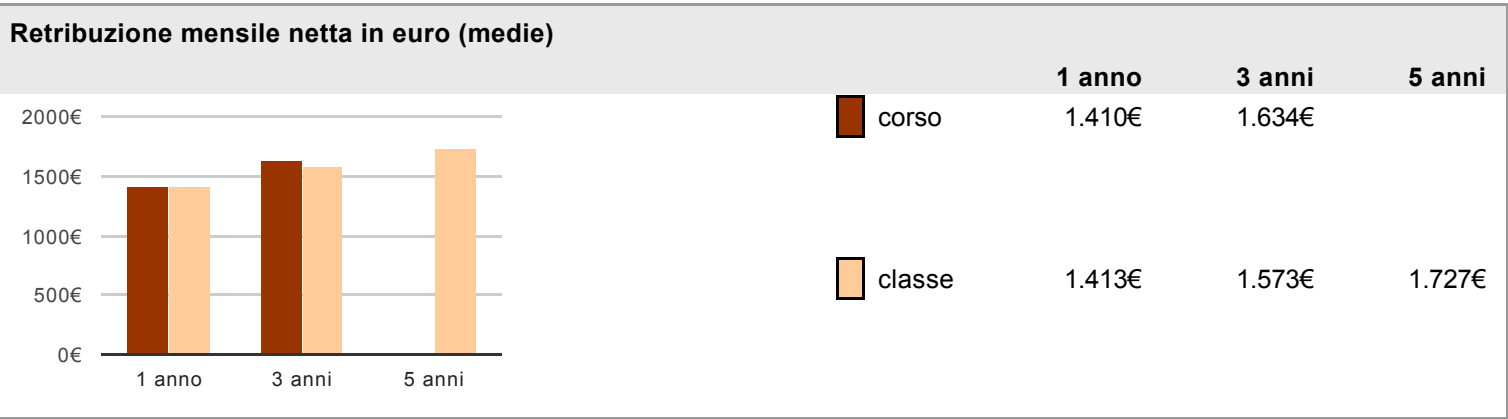 Retribuzione mensile netta in euro (medie)
1 anno 3 anni 5 anni
corso 1.410€ 1.634€
classe 1.413€ 1.573€ 1.727€
2000€
1500€
1000€
500€
0€
1 anno 3 anni 5 anni